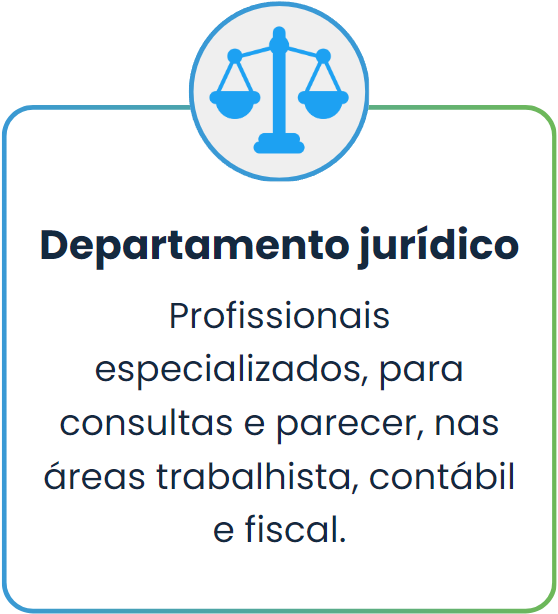 Departamento jurídico
Profissionais
especializados, para
consultas e parecer, nas
áreas trabalhista, contábil
e fiscal.